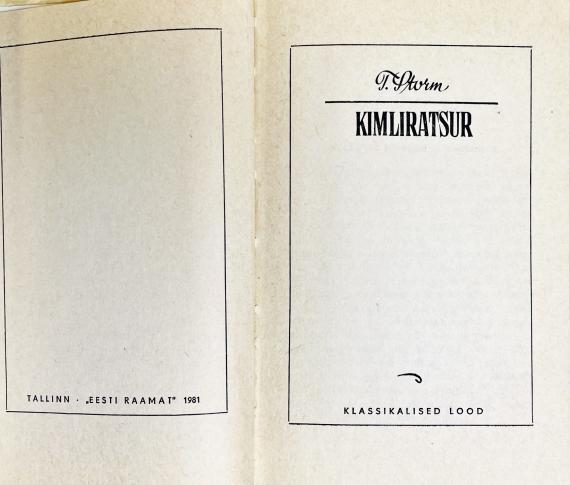 TALLINN · „EESTI RAAMAT" 1981
T. Storm
KIMLIRATSUR
KLASSIKALISED LOOD